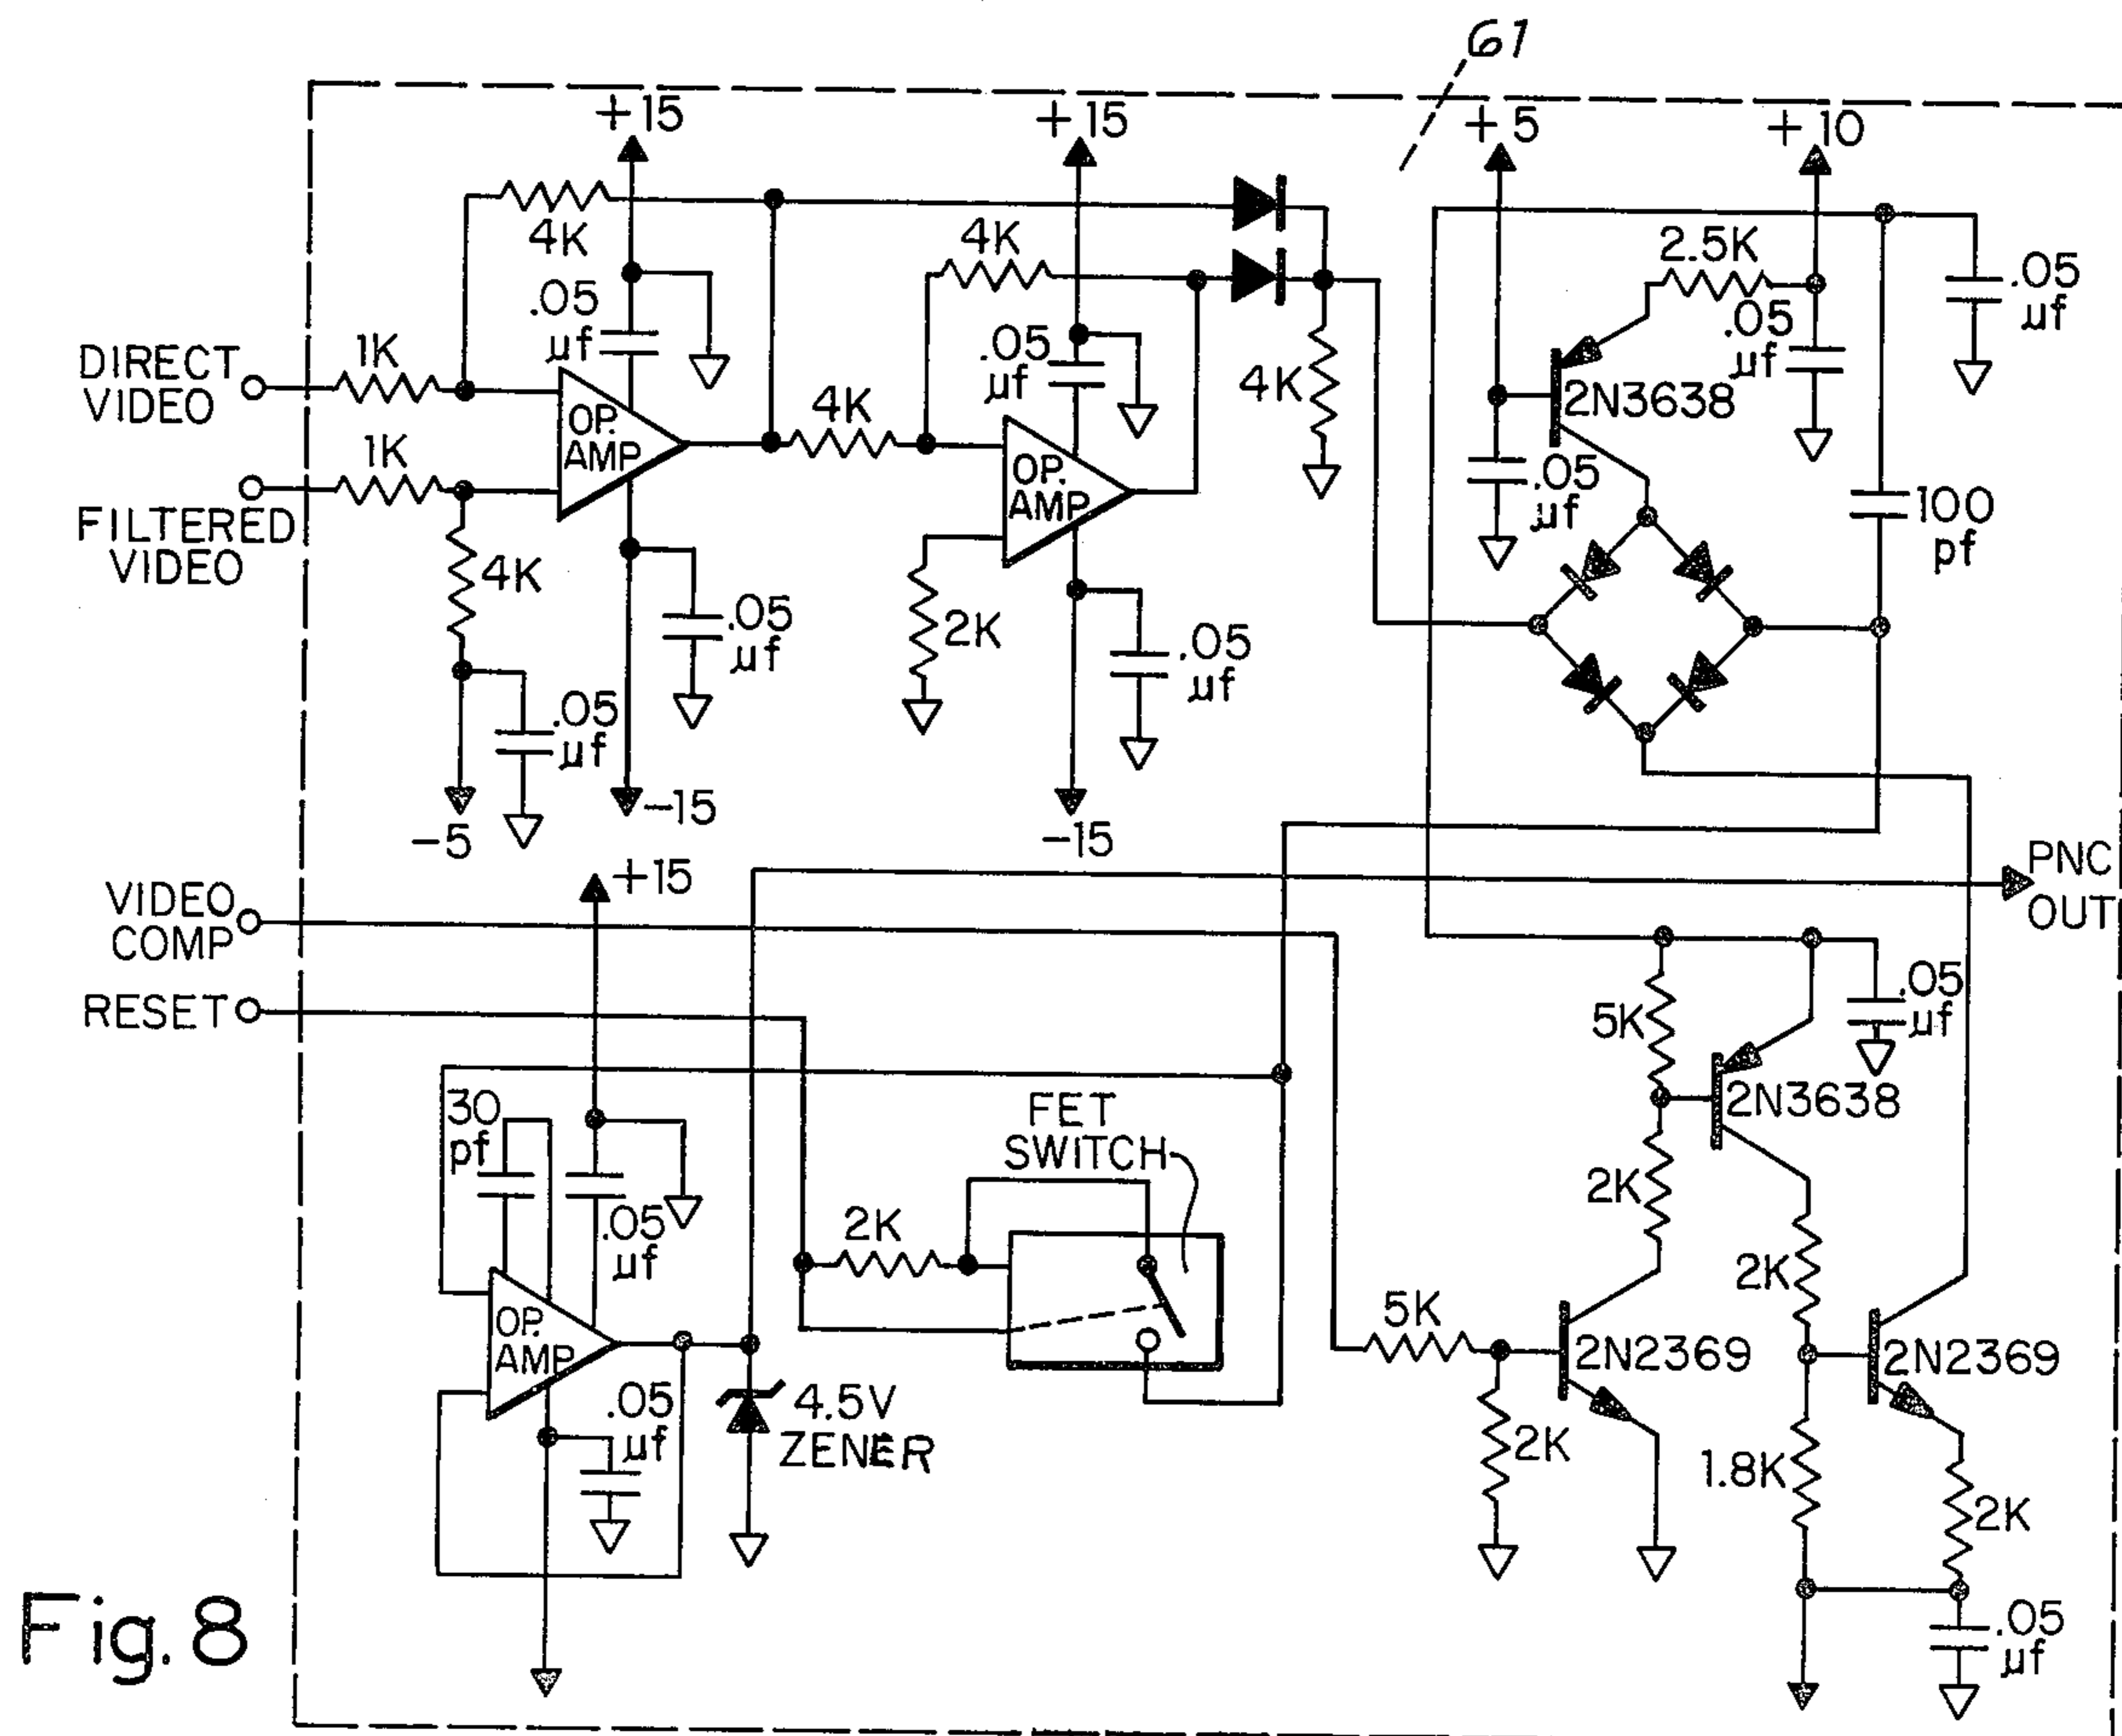 61
+15
+15
+5
+10
4K
4K
2.5K
.05
μf
.05
μf
.05
μf
.05
μf
DIRECT
VIDEO
1K
OP.
AMP
4K
4K
2N3638
FILTERED
VIDEO
1K
OP.
AMP
.05
μf
100
pf
4K
.05
μf
2K
.05
μf
.05
μf
-5
-15
-15
VIDEO
COMP
+15
PNC
OUT
RESET
30
pf
.05
μf
FET
SWITCH
5K
.05
μf
2N3638
2K
2K
2K
OP.
AMP
5K
2N2369
2N2369
.05
μf
4.5V
ZENER
2K
1.8K
2K
.05
μf
Fig. 8